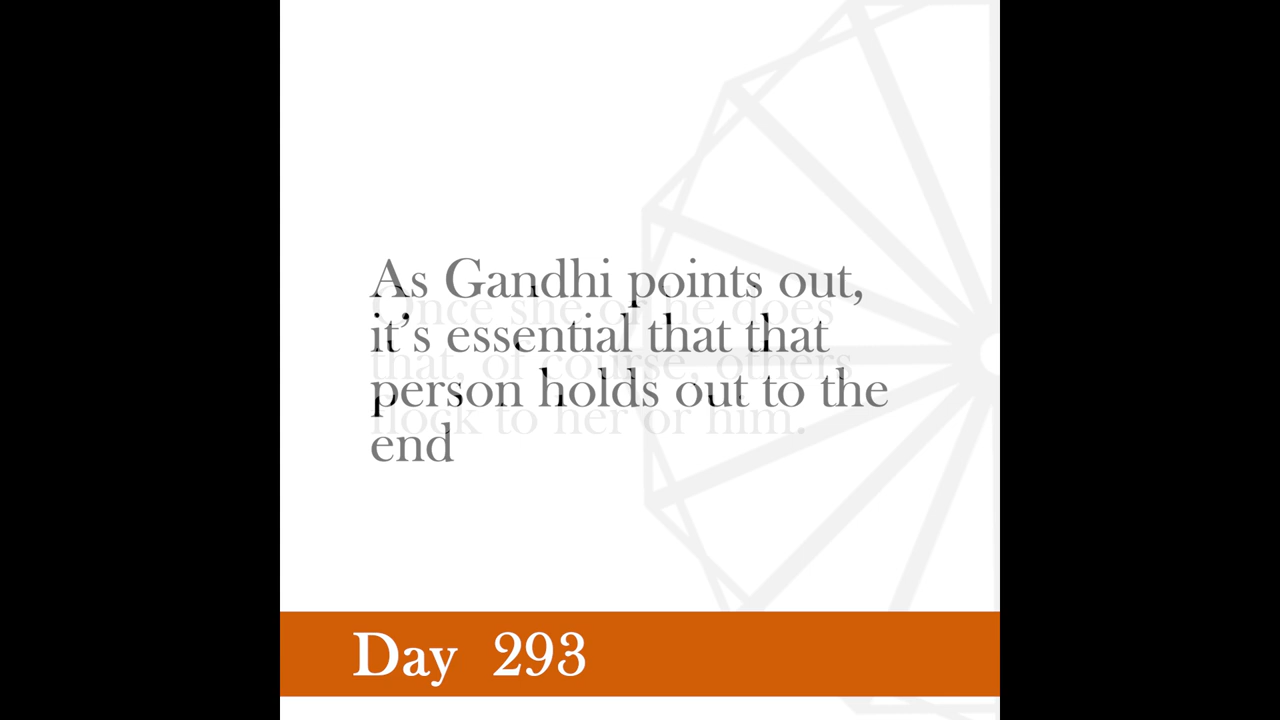 As Gandhi points out,
it's essential that that
person holds out to the
end
Once she or he does
that, of course, others
flock to her or him.
Day 293